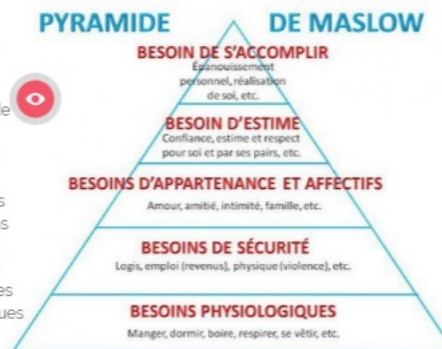 PYRAMIDE DE MASLOW
BESOIN DE S'ACCOMPLIR
Épanouissement
personnel, réalisation
de soi, etc.
BESOIN D'ESTIME
Confiance, estime et respect
pour soi et par ses pairs, etc.
BESOINS D'APPARTENANCE ET AFFECTIFS
Amour, amitié, intimité, famille, etc.
BESOINS DE SÉCURITÉ
Logis, emploi (revenus), physique (violence), etc.
BESOINS PHYSIOLOGIQUES
Manger, dormir, boire, respirer, se vêtir, etc.